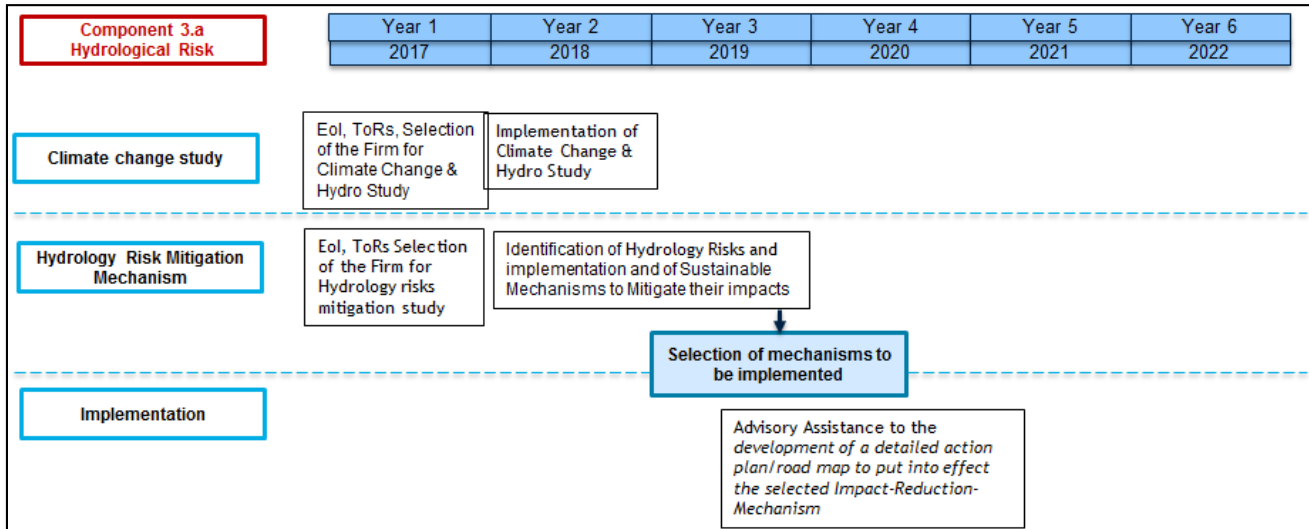 Component 3.a
Hydrological Risk
Year 1
Year 2
Year 3
Year 4
Year 5
Year 6
2017
2018
2019
2020
2021
2022
Climate change study
EoI, ToRs, Selection
of the Firm for
Climate Change &
Hydro Study
Implementation of
Climate Change &
Hydro Study
Hydrology Risk Mitigation
Mechanism
EoI, ToRs Selection
of the Firm for
Hydrology risks
mitigation study
Identification of Hydrology Risks and
implementation and of Sustainable
Mechanisms to Mitigate their impacts
Selection of mechanisms to
be implemented
Implementation
Advisory Assistance to the
development of a detailed action
plan/road map to put into effect
the selected Impact-Reduction-
Mechanism